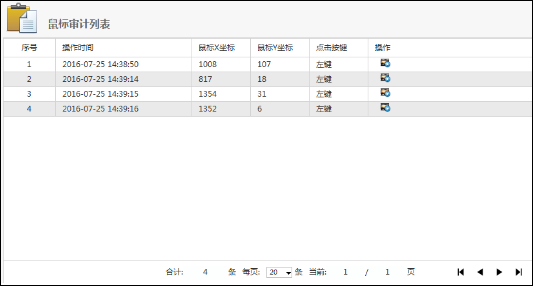 鼠标审计列表
序号 操作时间 鼠标X坐标 鼠标Y坐标 点击按键 操作
1 2016-07-25 14:38:50 1008 107 左键
2 2016-07-25 14:39:14 817 18 左键
3 2016-07-25 14:39:15 1354 31 左键
4 2016-07-25 14:39:16 1352 6 左键
合计: 4 条 每页: 20 条 当前: 1 / 1 页